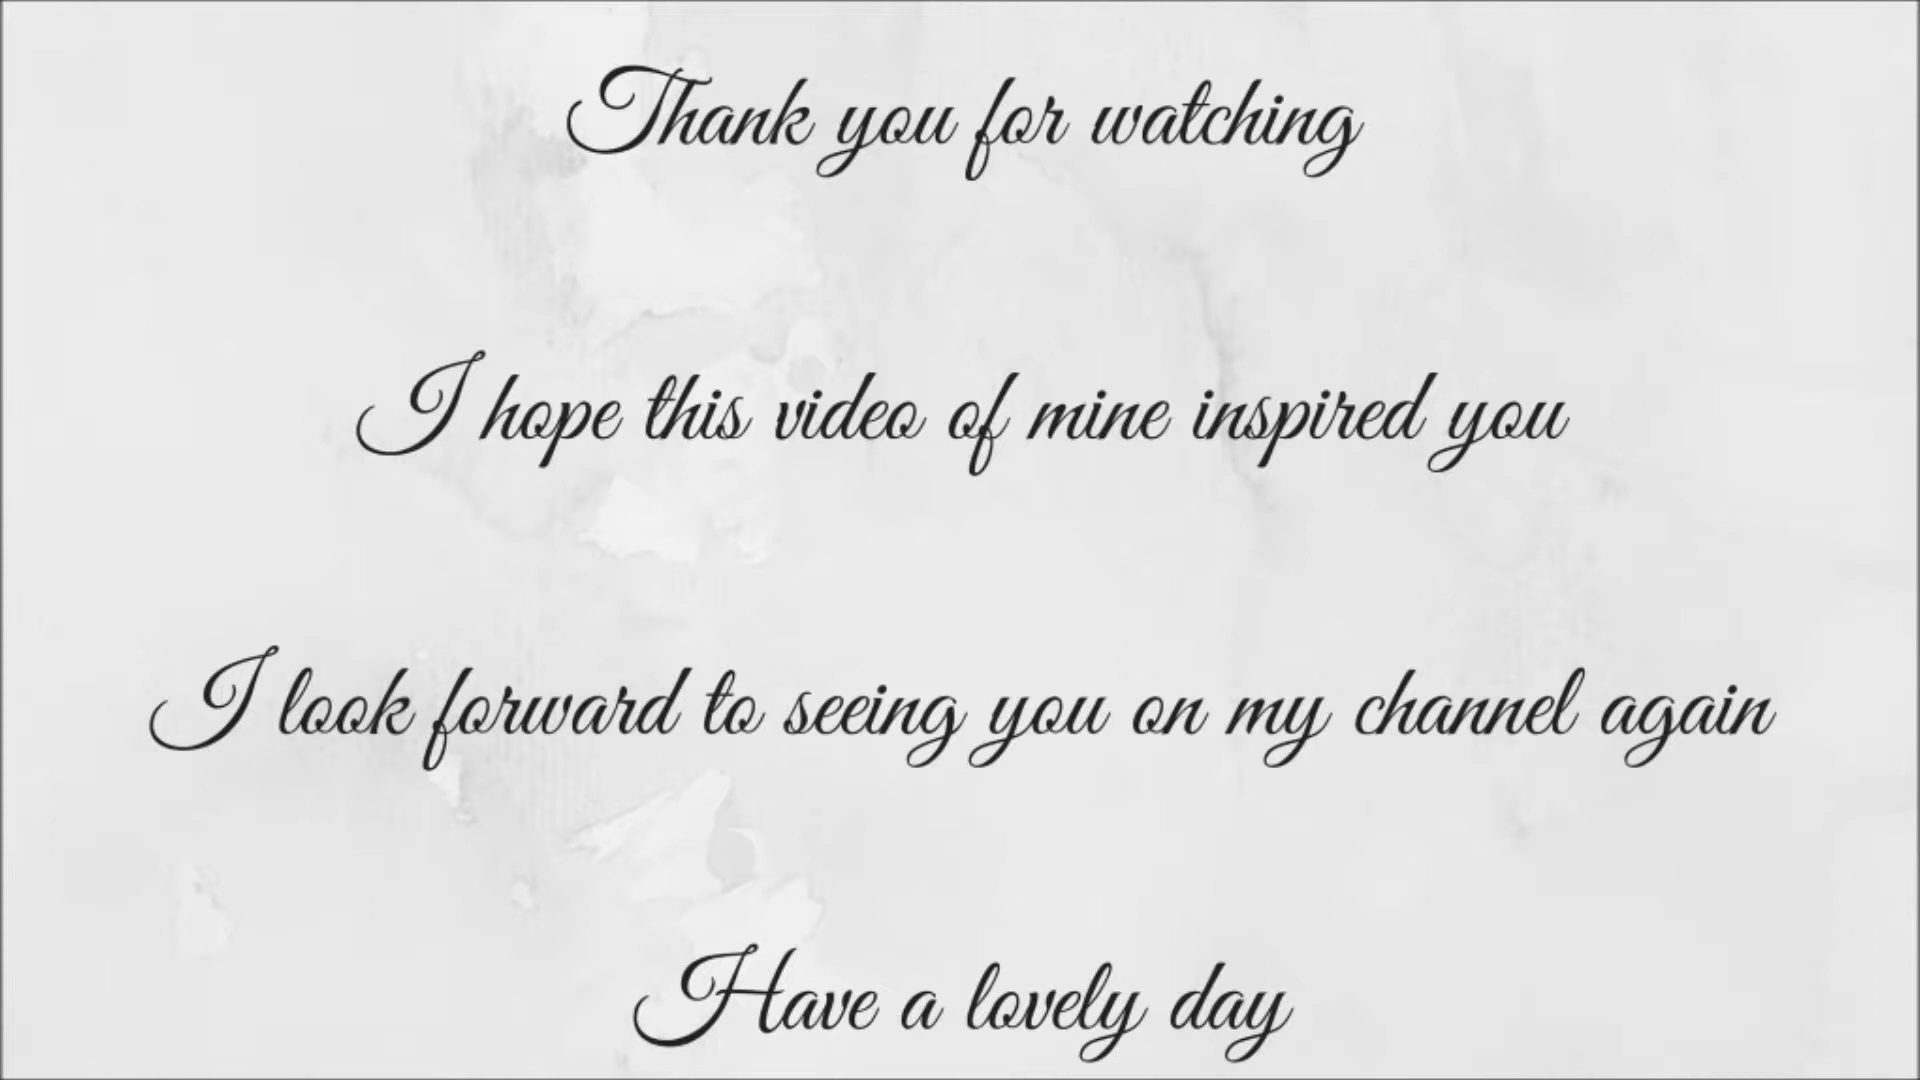 Thank you for watching
I hope this video of mine inspired you
I look forward to seeing you on my channel again
Have a lovely day